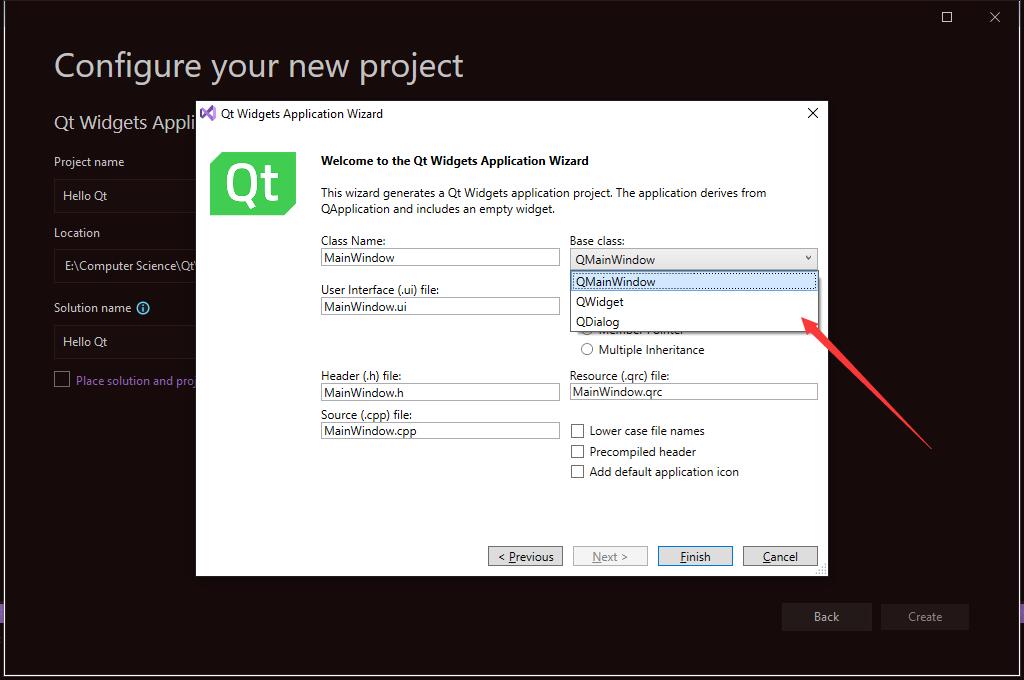 Configure your new project
Qt Widgets Appli
Project name
Hello Qt
Location
E:\Computer Science\Qt\
Solution name
Hello Qt
Place solution and proj
Qt Widgets Application Wizard
Qt
Welcome to the Qt Widgets Application Wizard
This wizard generates a Qt Widgets application project. The application derives from
QApplication and includes an empty widget.
Class Name:
MainWindow
Base class:
QMainWindow
QMainWindow
QWidget
QDialog
User Interface (.ui) file:
MainWindow.ui
Member Pointer
Multiple Inheritance
Header (.h) file:
MainWindow.h
Resource (.qrc) file:
MainWindow.qrc
Source (.cpp) file:
MainWindow.cpp
Lower case file names
Precompiled header
Add default application icon
< Previous
Next >
Finish
Cancel
Back
Create